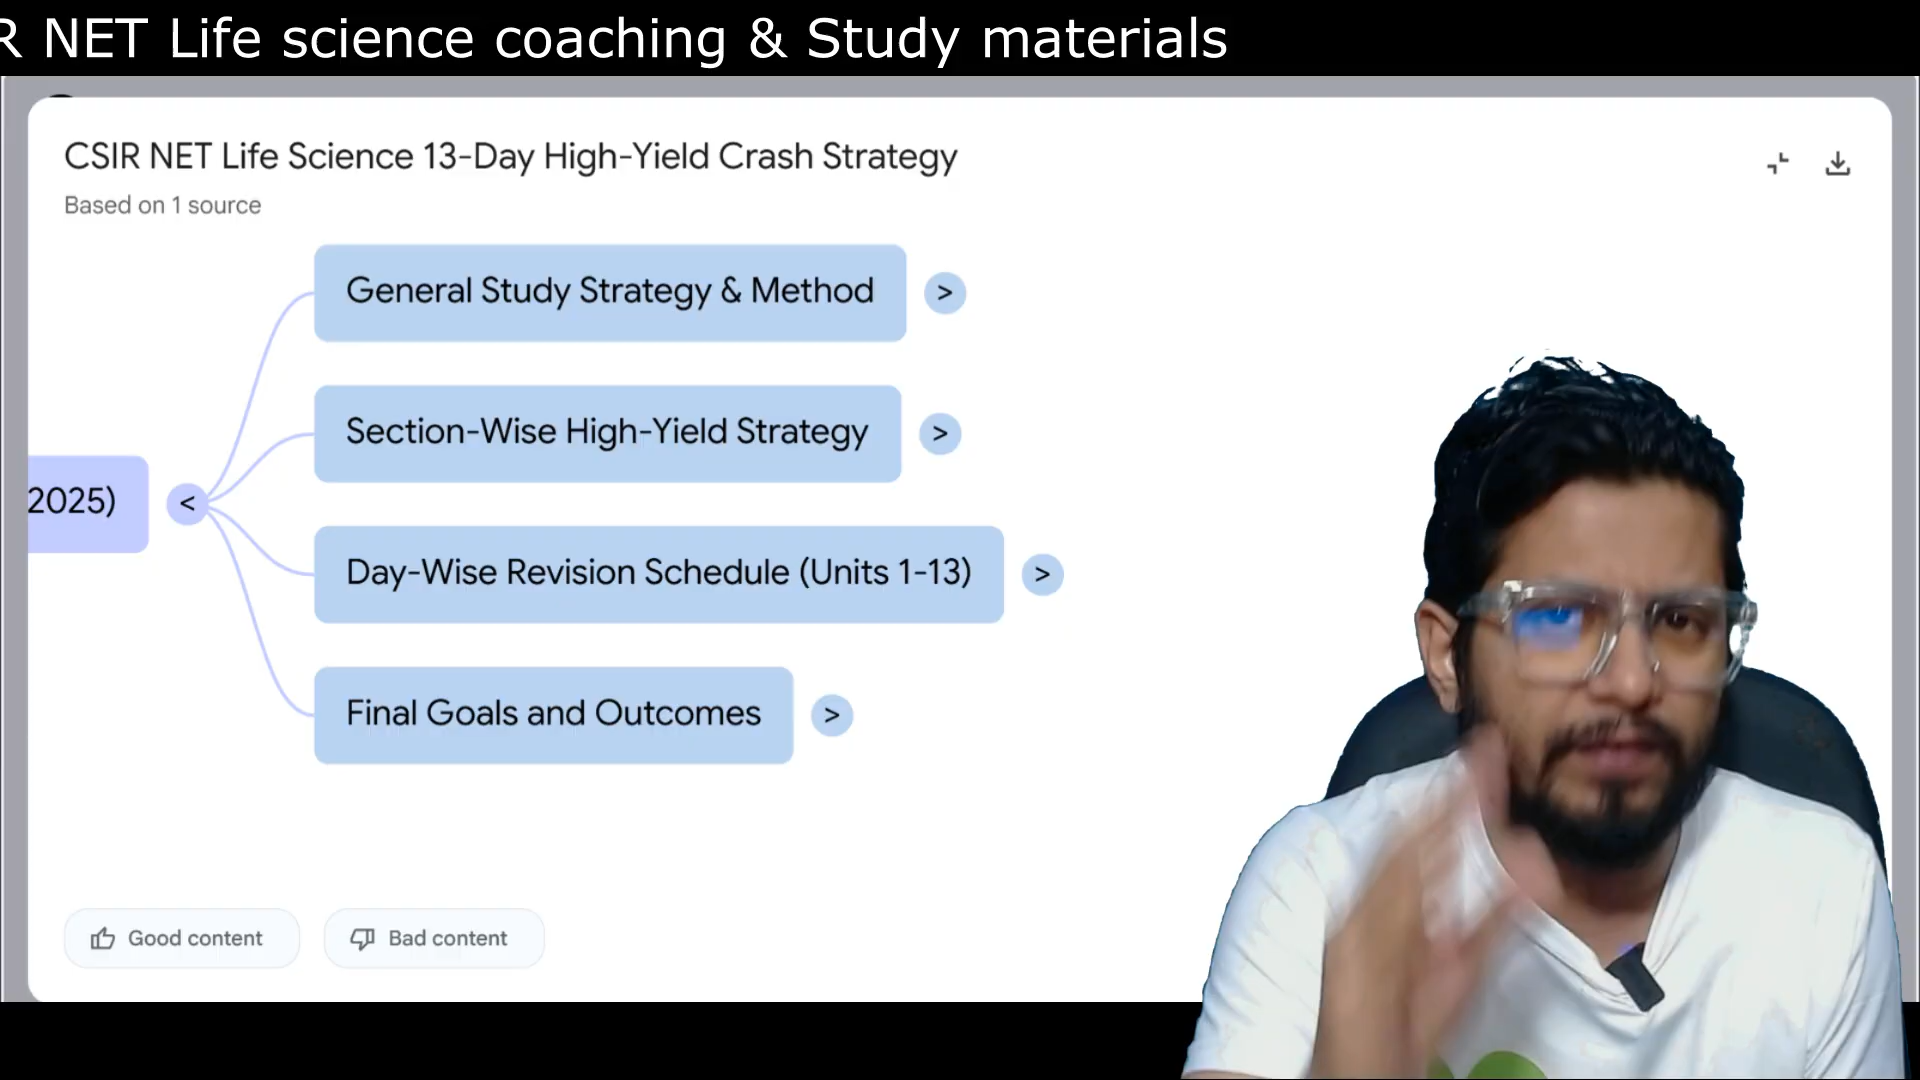 R NET Life science coaching & Study materials
CSIR NET Life Science 13-Day High-Yield Crash Strategy
Based on 1 source
General Study Strategy & Method >
Section-Wise High-Yield Strategy >
2025) <
Day-Wise Revision Schedule (Units 1-13) >
Final Goals and Outcomes >
Good content
Bad content